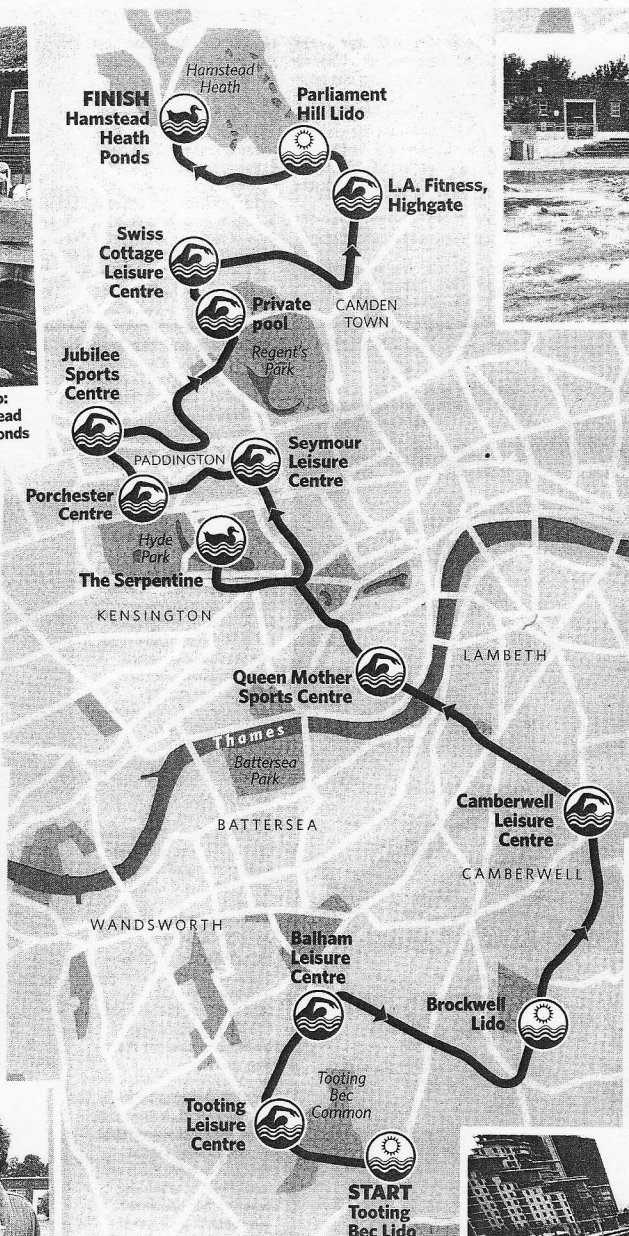 Hamstead
Heath
FINISH
Hamstead
Heath
Ponds
Parliament
Hill Lido
L.A. Fitness,
Highgate
Swiss
Cottage
Leisure
Centre
Private
pool
CAMDEN
TOWN
Regent's
Park
Jubilee
Sports
Centre
ead
onds
PADDINGTON
Seymour
Leisure
Centre
Porchester
Centre
Hyde
Park
The Serpentine
KENSINGTON
LAMBETH
Queen Mother
Sports Centre
Thames
Battersea
Park
BATTERSEA
Camberwell
Leisure
Centre
CAMBERWELL
WANDSWORTH
Balham
Leisure
Centre
Brockwell
Lido
Tooting
Bec
Common
Tooting
Leisure
Centre
START
Tooting
Bec Lido